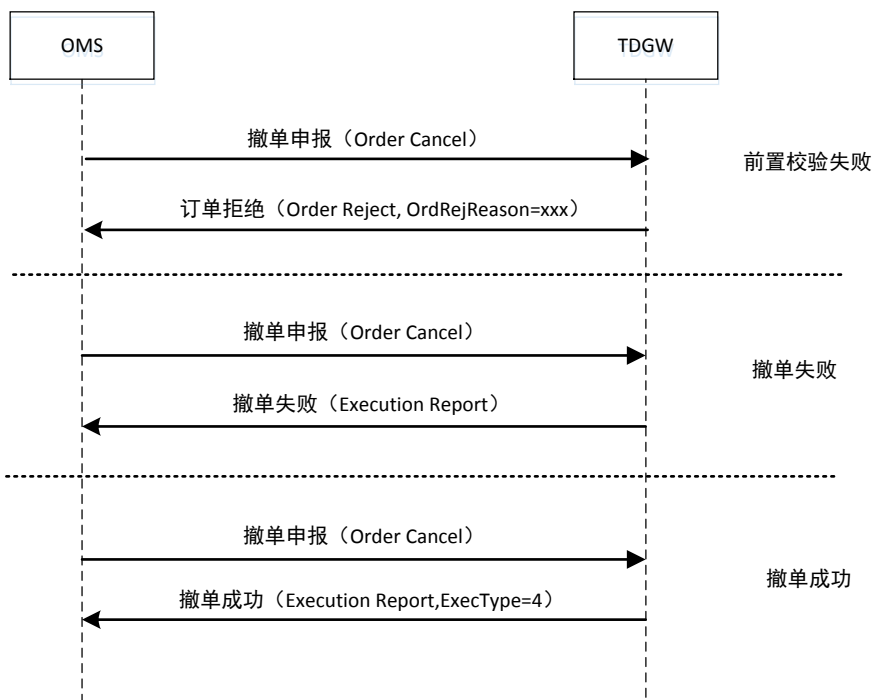 OMS
TDGW
撤单申报（Order Cancel）
前置校验失败
订单拒绝（Order Reject, OrdRejReason=xxx）
撤单申报（Order Cancel）
撤单失败
撤单失败（Execution Report）
撤单申报（Order Cancel）
撤单成功
撤单成功（Execution Report,ExecType=4）